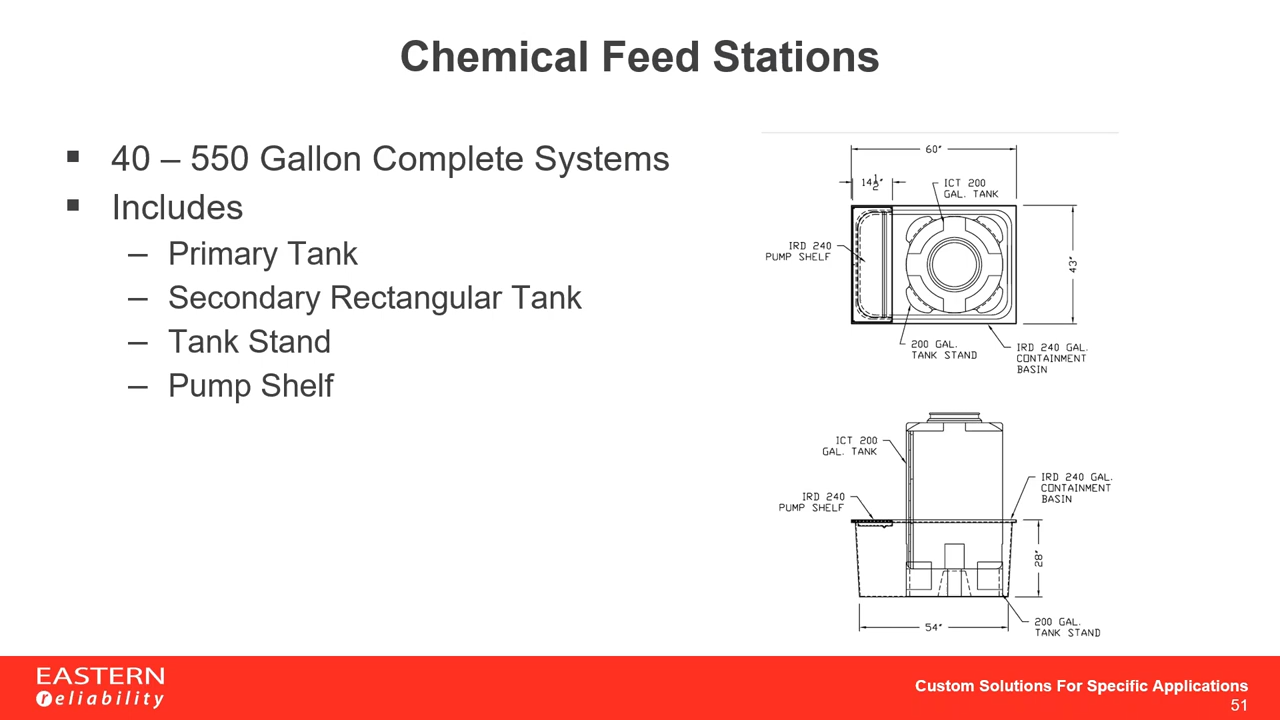 Chemical Feed Stations
▪ 40 – 550 Gallon Complete Systems
▪ Includes
– Primary Tank
– Secondary Rectangular Tank
– Tank Stand
– Pump Shelf
60"
14 1/2"
ICT 200
GAL. TANK
IRD 240
PUMP SHELF
43"
200 GAL.
TANK STAND
IRD 240 GAL.
CONTAINMENT
BASIN
ICT 200
GAL. TANK
IRD 240 GAL.
CONTAINMENT
BASIN
IRD 240
PUMP SHELF
28"
54"
200 GAL.
TANK STAND
EASTERN
reliability
Custom Solutions For Specific Applications
51